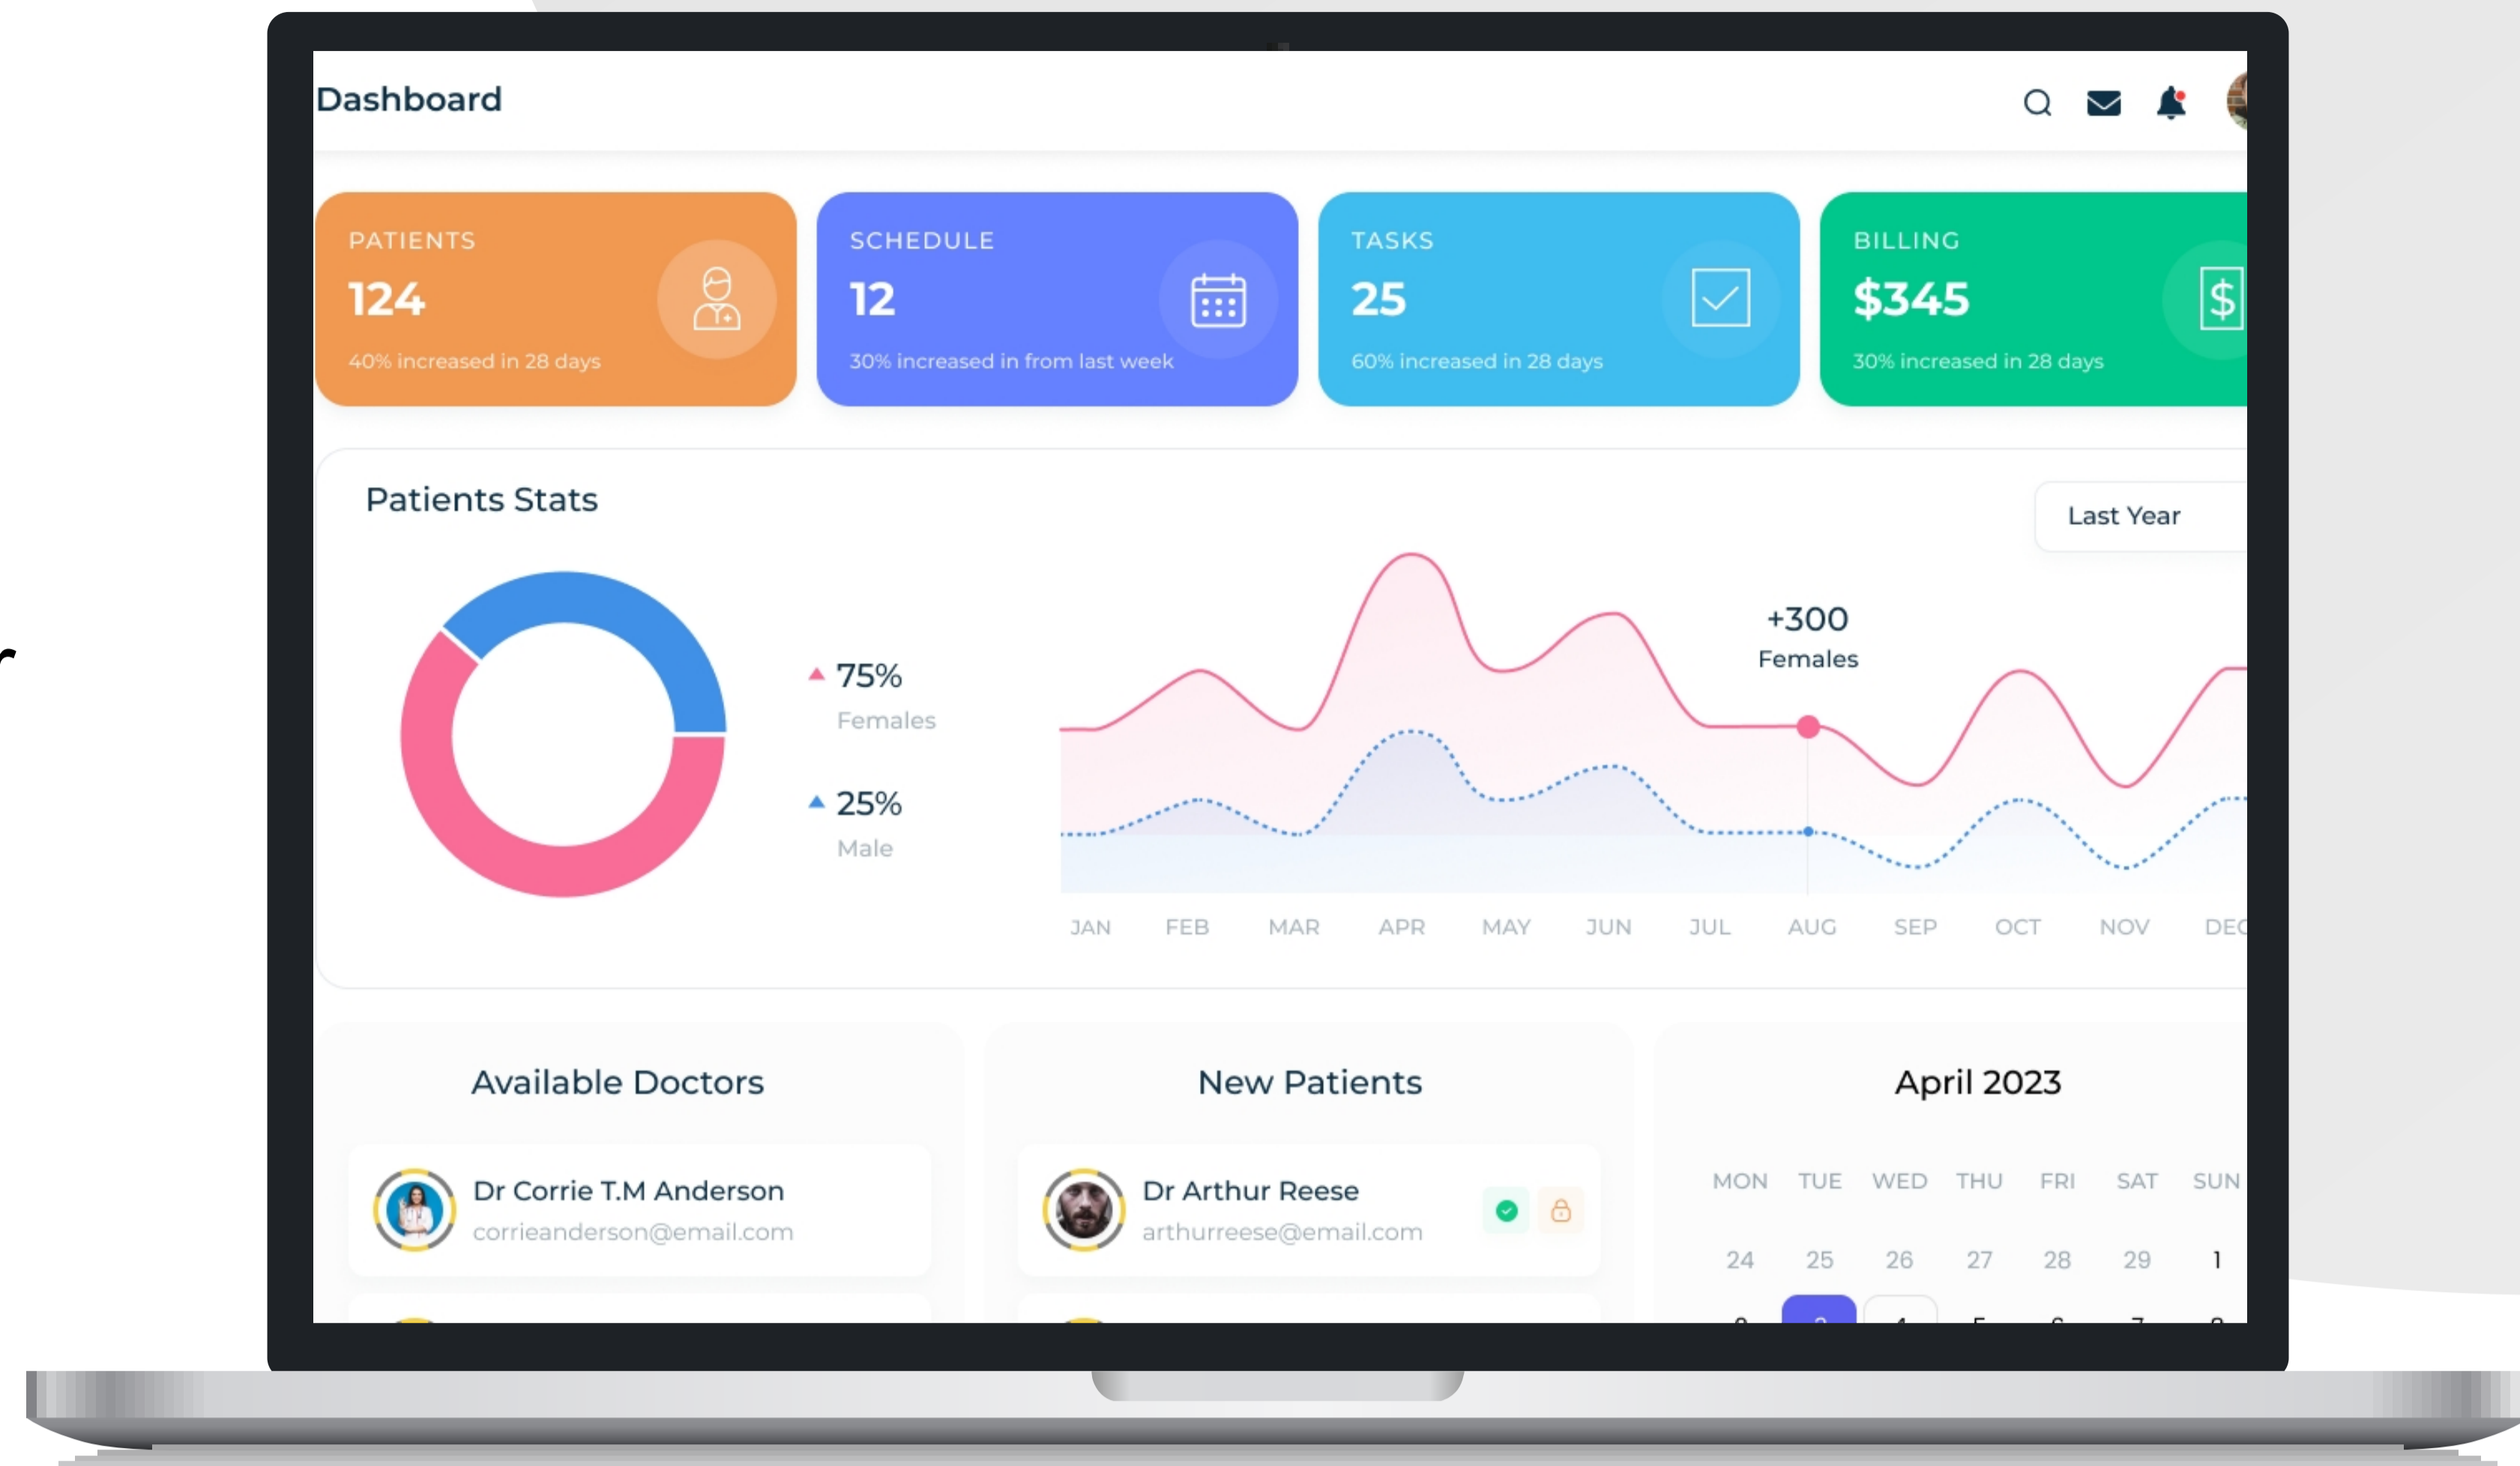 Dashboard
PATIENTS
124
40% increased in 28 days
SCHEDULE
12
30% increased in from last week
TASKS
25
60% increased in 28 days
BILLING
$345
30% increased in 28 days
$
Patients Stats
Last Year
75%
Females
25%
Male
+300
Females
JAN FEB MAR APR MAY JUN JUL AUG SEP OCT NOV DEC
Available Doctors
Dr Corrie T.M Anderson
corrieanderson@email.com
New Patients
Dr Arthur Reese
arthurreese@email.com
April 2023
MON TUE WED THU FRI SAT SUN
24 25 26 27 28 29 1
r